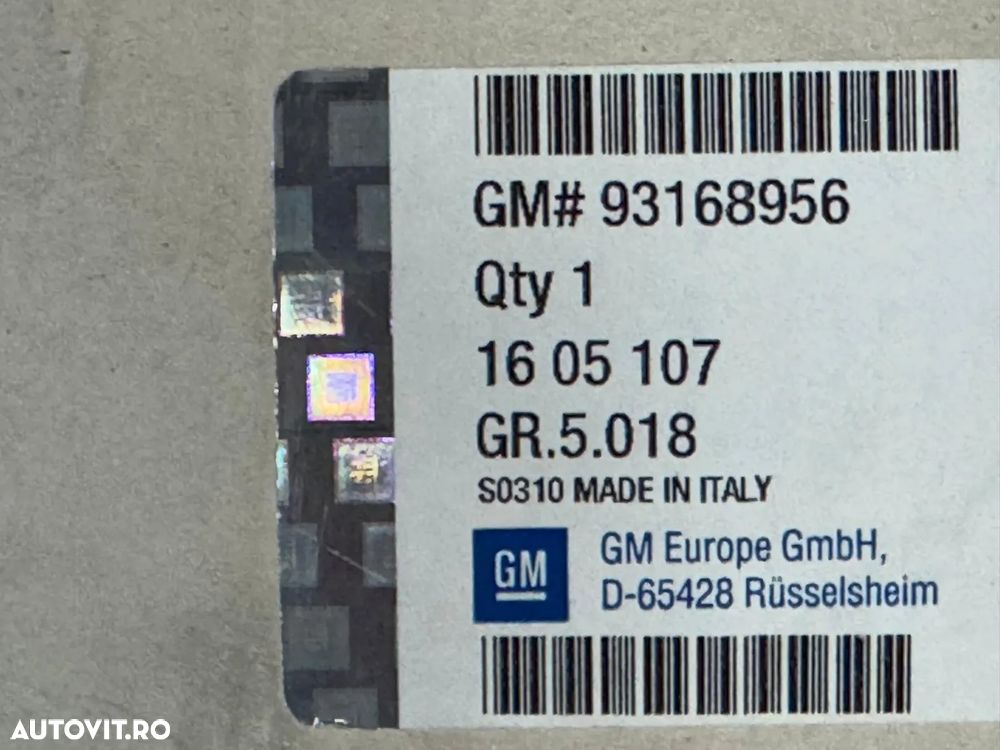 GM# 93168956
Qty 1
16 05 107
GR.5.018
S0310 MADE IN ITALY
GM
GM Europe GmbH,
D-65428 Rüsselsheim
AUTOVIT.RO